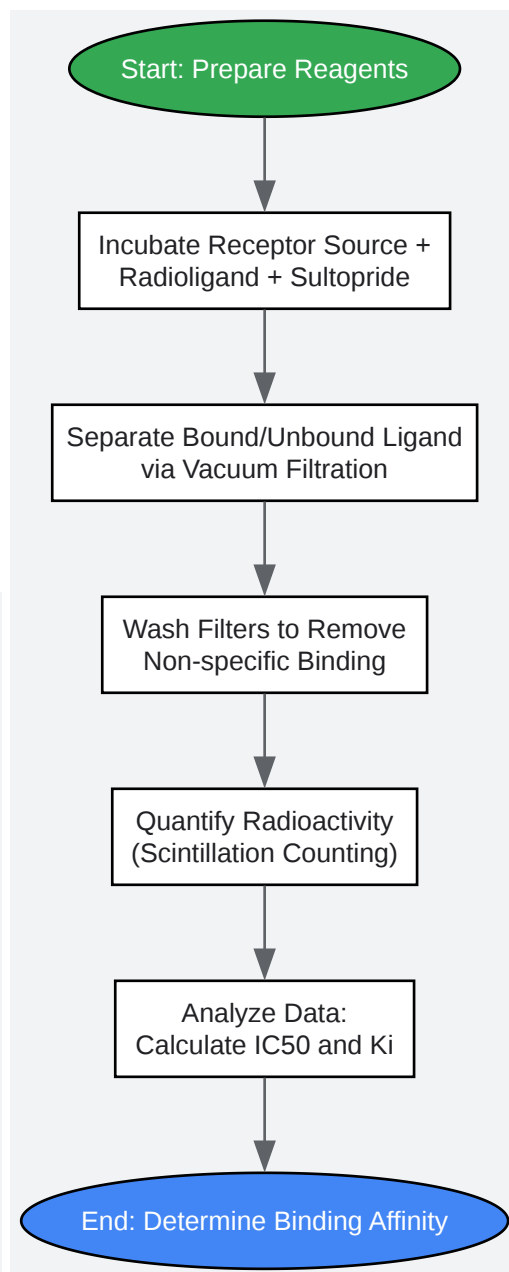 Start: Prepare Reagents
Incubate Receptor Source +
Radioligand + Sultopride
Separate Bound/Unbound Ligand
via Vacuum Filtration
Wash Filters to Remove
Non-specific Binding
Quantify Radioactivity
(Scintillation Counting)
Analyze Data:
Calculate IC50 and Ki
End: Determine Binding Affinity